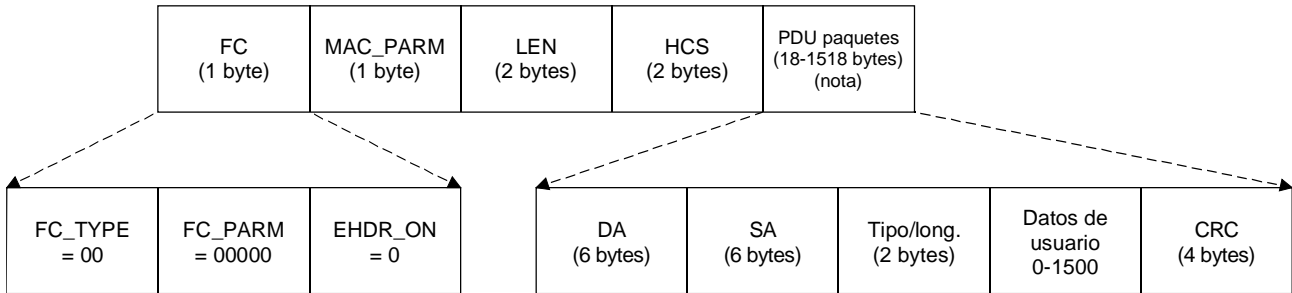 FC
(1 byte)
MAC_PARM
(1 byte)
LEN
(2 bytes)
HCS
(2 bytes)
PDU paquetes
(18-1518 bytes)
(nota)
FC_TYPE
= 00
FC_PARM
= 00000
EHDR_ON
= 0
DA
(6 bytes)
SA
(6 bytes)
Tipo/long.
(2 bytes)
Datos de
usuario
0-1500
CRC
(4 bytes)